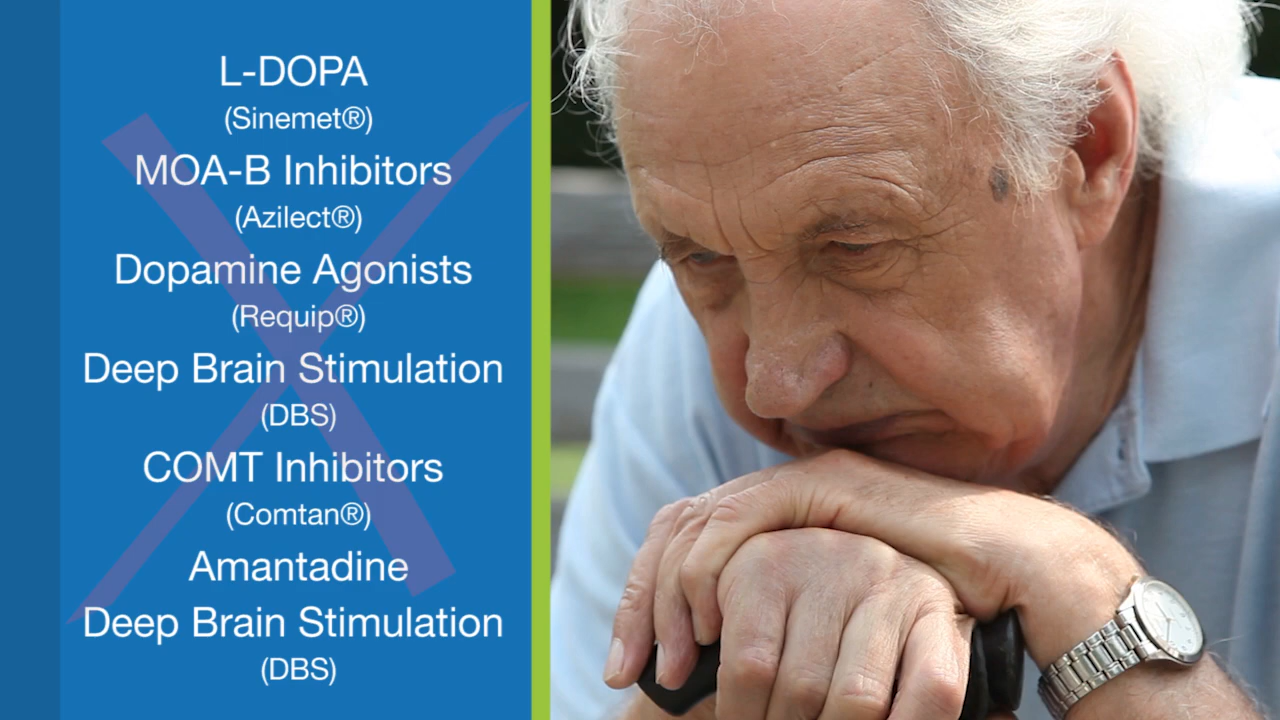 L-DOPA
(Sinemet®)
MOA-B Inhibitors
(Azilect®)
Dopamine Agonists
(Requip®)
Deep Brain Stimulation
(DBS)
COMT Inhibitors
(Comtan®)
Amantadine
Deep Brain Stimulation
(DBS)